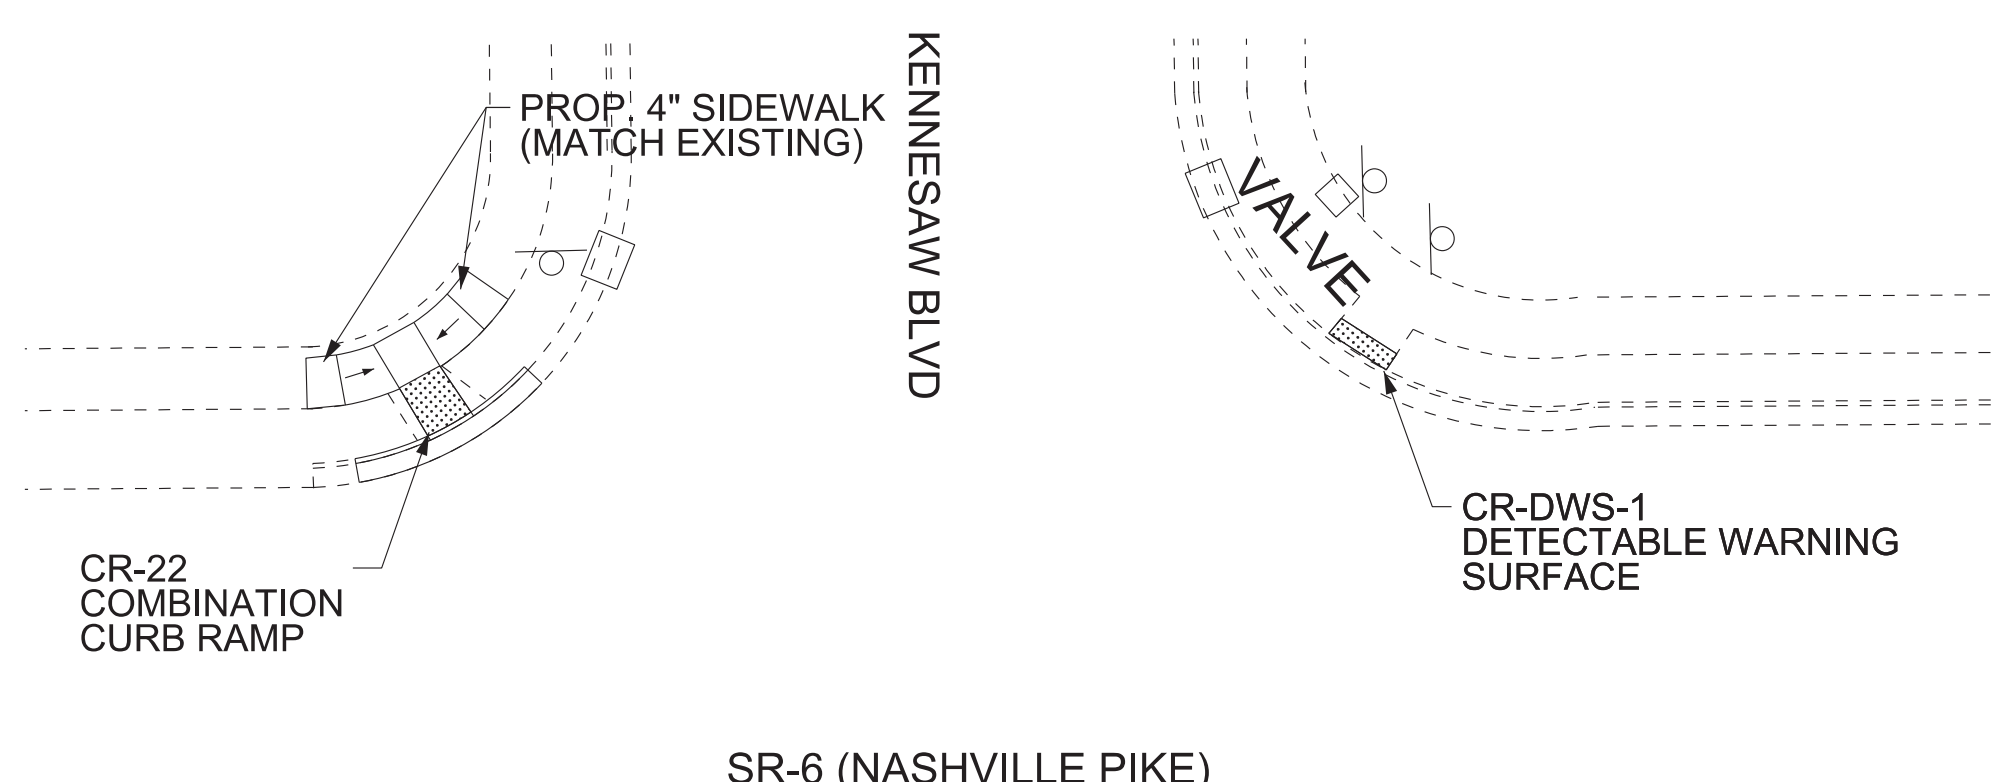 PROP. 4" SIDEWALK
(MATCH EXISTING)
KENNESAW BLVD
VALVE
CR-22
COMBINATION
CURB RAMP
CR-DWS-1
DETECTABLE WARNING
SURFACE
SR-6 (NASHVILLE PIKE)